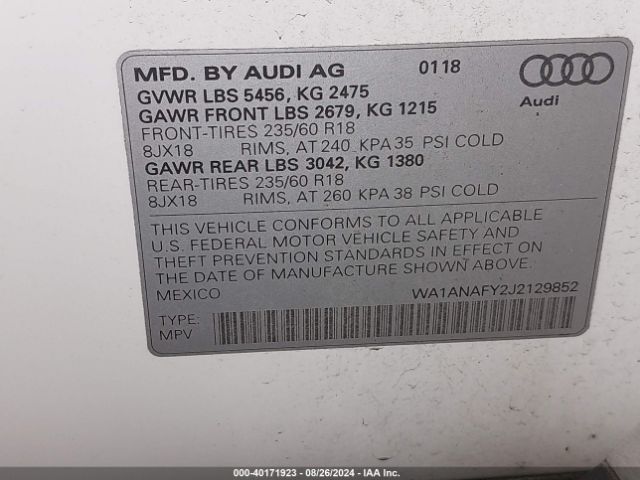 MFD. BY AUDI AG 0118
GVWR LBS 5456, KG 2475
GAWR FRONT LBS 2679, KG 1215
FRONT-TIRES 235/60 R18
8JX18 RIMS, AT 240 KPA 35 PSI COLD
GAWR REAR LBS 3042, KG 1380
REAR-TIRES 235/60 R18
8JX18 RIMS, AT 260 KPA 38 PSI COLD
Audi
THIS VEHICLE CONFORMS TO ALL APPLICABLE
U.S. FEDERAL MOTOR VEHICLE SAFETY AND
THEFT PREVENTION STANDARDS IN EFFECT ON
THE DATE OF MANUFACTURE SHOWN ABOVE.
MEXICO WA1ANAFY2J2129852
TYPE:
MPV
000-40171923 - 08/26/2024 - IAA Inc.